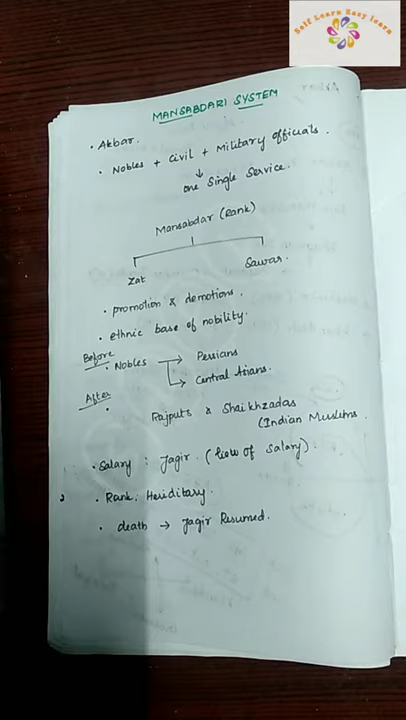 Self Learn Easy learn
MANSABDARI SYSTEM
• Akbar.
• Nobles + Civil + Military officials.
↓
one Single Service.
Mansabdar (Rank)
Zat Sawar.
• promotion & demotions.
• ethnic base of nobility.
Before
• Nobles → Persians
→ Central Asians.
After
• Rajputs & Shaikhzadas
(Indian Muslims.
• Salary : Jagir. (lieu of Salary).
• Rank: Heriditary.
• death → Jagir Resumed.